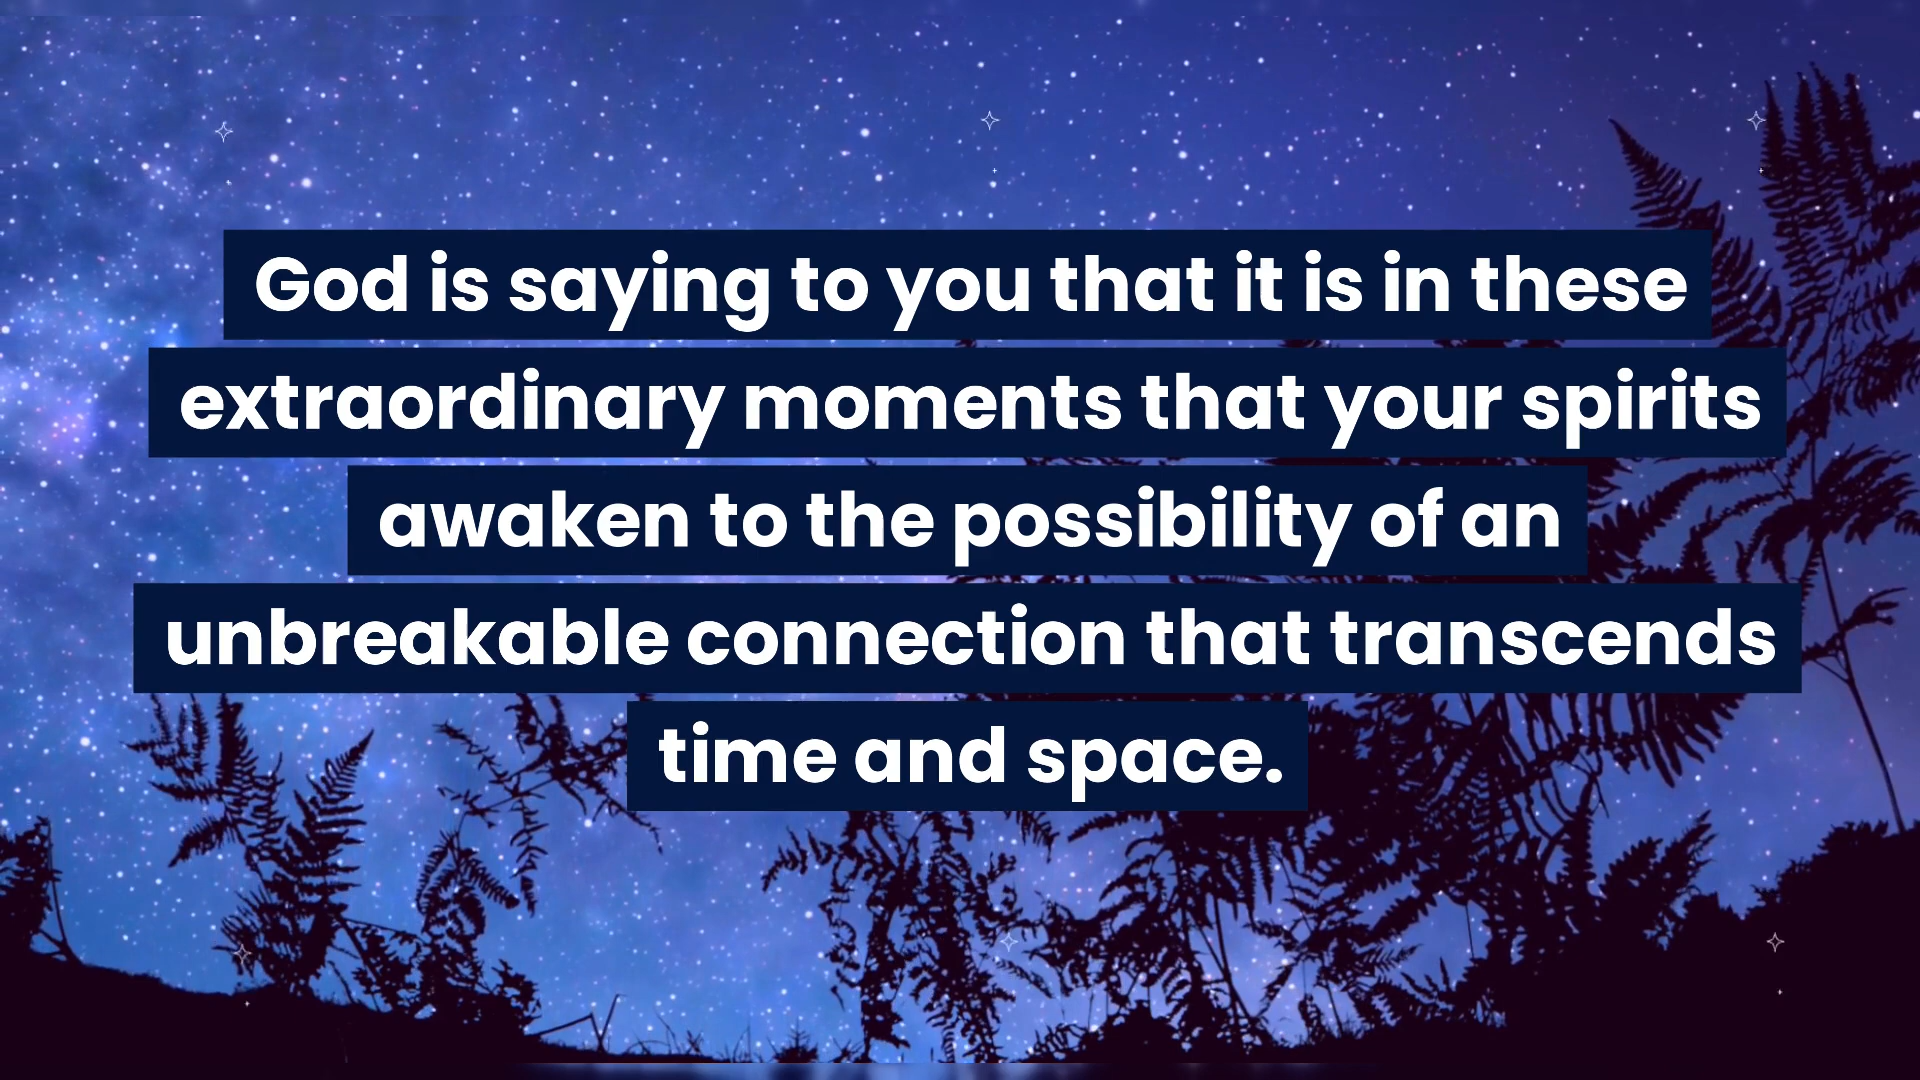 God is saying to you that it is in these
extraordinary moments that your spirits
awaken to the possibility of an
unbreakable connection that transcends
time and space.